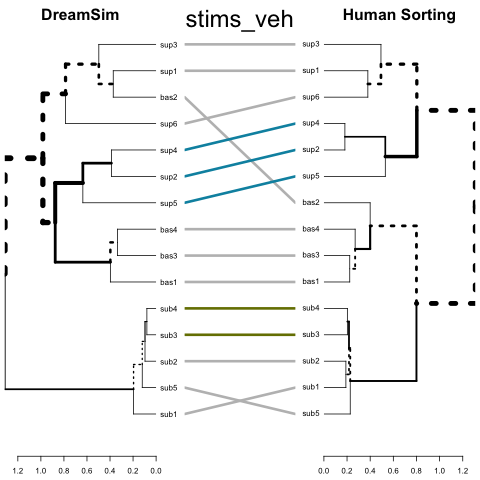 DreamSim stims_veh Human Sorting
sup3 sup3
sup1 sup1
bas2 sup6
sup6 sup4
sup4 sup2
sup2 sup5
sup5 bas2
bas4 bas4
bas3 bas3
bas1 bas1
sub4 sub4
sub3 sub3
sub2 sub2
sub5 sub1
sub1 sub5
1.2 1.0 0.8 0.6 0.4 0.2 0.0 0.0 0.2 0.4 0.6 0.8 1.0 1.2